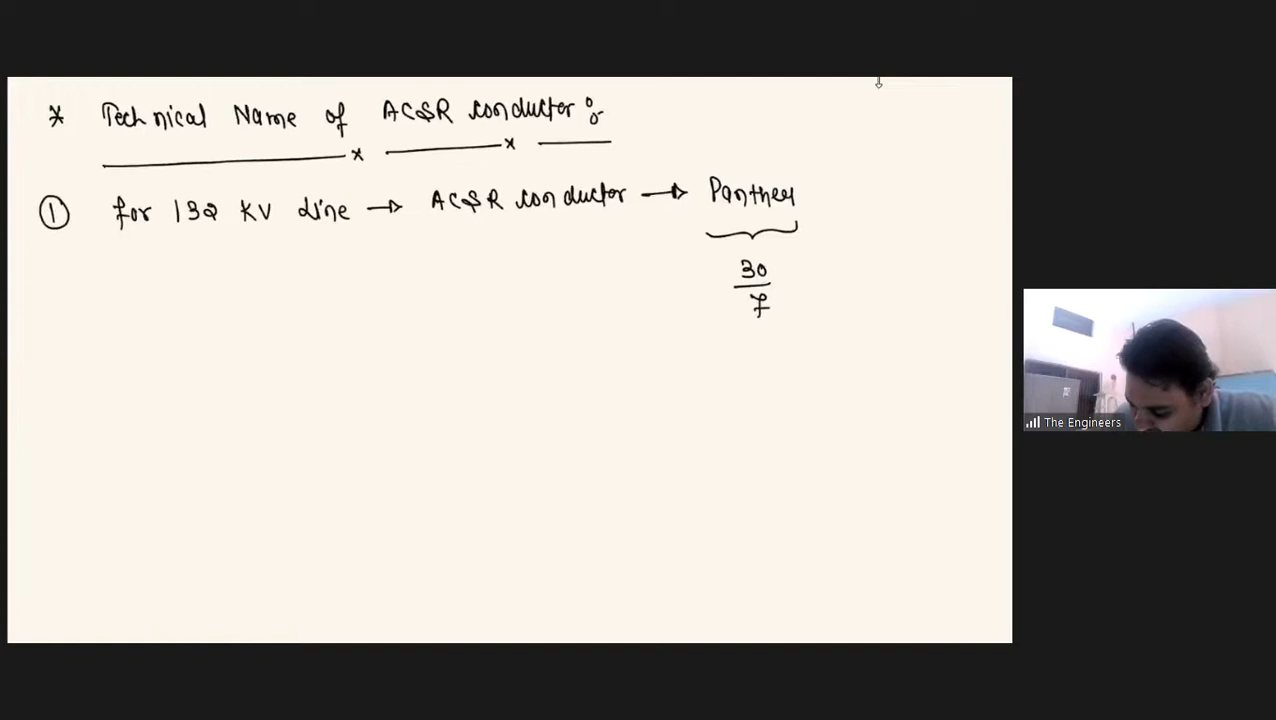 * Technical Name of ACSR conductor :
① for 132 KV Line → ACSR conductor → Panther
30
7
The Engineers